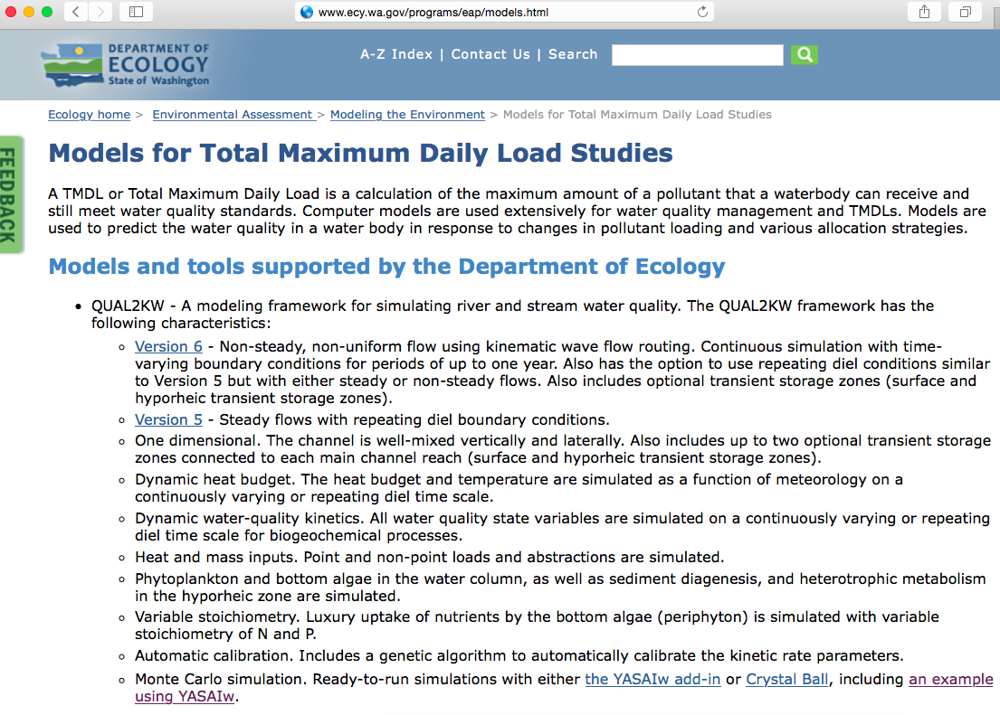 www.ecy.wa.gov/programs/eap/models.html
DEPARTMENT OF
ECOLOGY
State of Washington
A-Z Index | Contact Us | Search
Ecology home > Environmental Assessment > Modeling the Environment > Models for Total Maximum Daily Load Studies
FEEDBACK
Models for Total Maximum Daily Load Studies
A TMDL or Total Maximum Daily Load is a calculation of the maximum amount of a pollutant that a waterbody can receive and
still meet water quality standards. Computer models are used extensively for water quality management and TMDLs. Models are
used to predict the water quality in a water body in response to changes in pollutant loading and various allocation strategies.
Models and tools supported by the Department of Ecology
• QUAL2KW - A modeling framework for simulating river and stream water quality. The QUAL2KW framework has the
following characteristics:
◦ Version 6 - Non-steady, non-uniform flow using kinematic wave flow routing. Continuous simulation with time-
varying boundary conditions for periods of up to one year. Also has the option to use repeating diel conditions similar
to Version 5 but with either steady or non-steady flows. Also includes optional transient storage zones (surface and
hyporheic transient storage zones).
◦ Version 5 - Steady flows with repeating diel boundary conditions.
◦ One dimensional. The channel is well-mixed vertically and laterally. Also includes up to two optional transient storage
zones connected to each main channel reach (surface and hyporheic transient storage zones).
◦ Dynamic heat budget. The heat budget and temperature are simulated as a function of meteorology on a
continuously varying or repeating diel time scale.
◦ Dynamic water-quality kinetics. All water quality state variables are simulated on a continuously varying or repeating
diel time scale for biogeochemical processes.
◦ Heat and mass inputs. Point and non-point loads and abstractions are simulated.
◦ Phytoplankton and bottom algae in the water column, as well as sediment diagenesis, and heterotrophic metabolism
in the hyporheic zone are simulated.
◦ Variable stoichiometry. Luxury uptake of nutrients by the bottom algae (periphyton) is simulated with variable
stoichiometry of N and P.
◦ Automatic calibration. Includes a genetic algorithm to automatically calibrate the kinetic rate parameters.
◦ Monte Carlo simulation. Ready-to-run simulations with either the YASAIw add-in or Crystal Ball, including an example
using YASAIw.